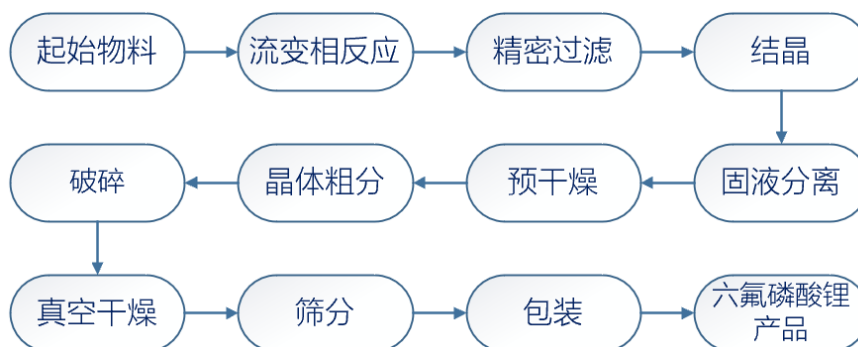 起始物料
流变相反应
精密过滤
结晶
固液分离
预干燥
晶体粗分
破碎
真空干燥
筛分
包装
六氟磷酸锂
产品